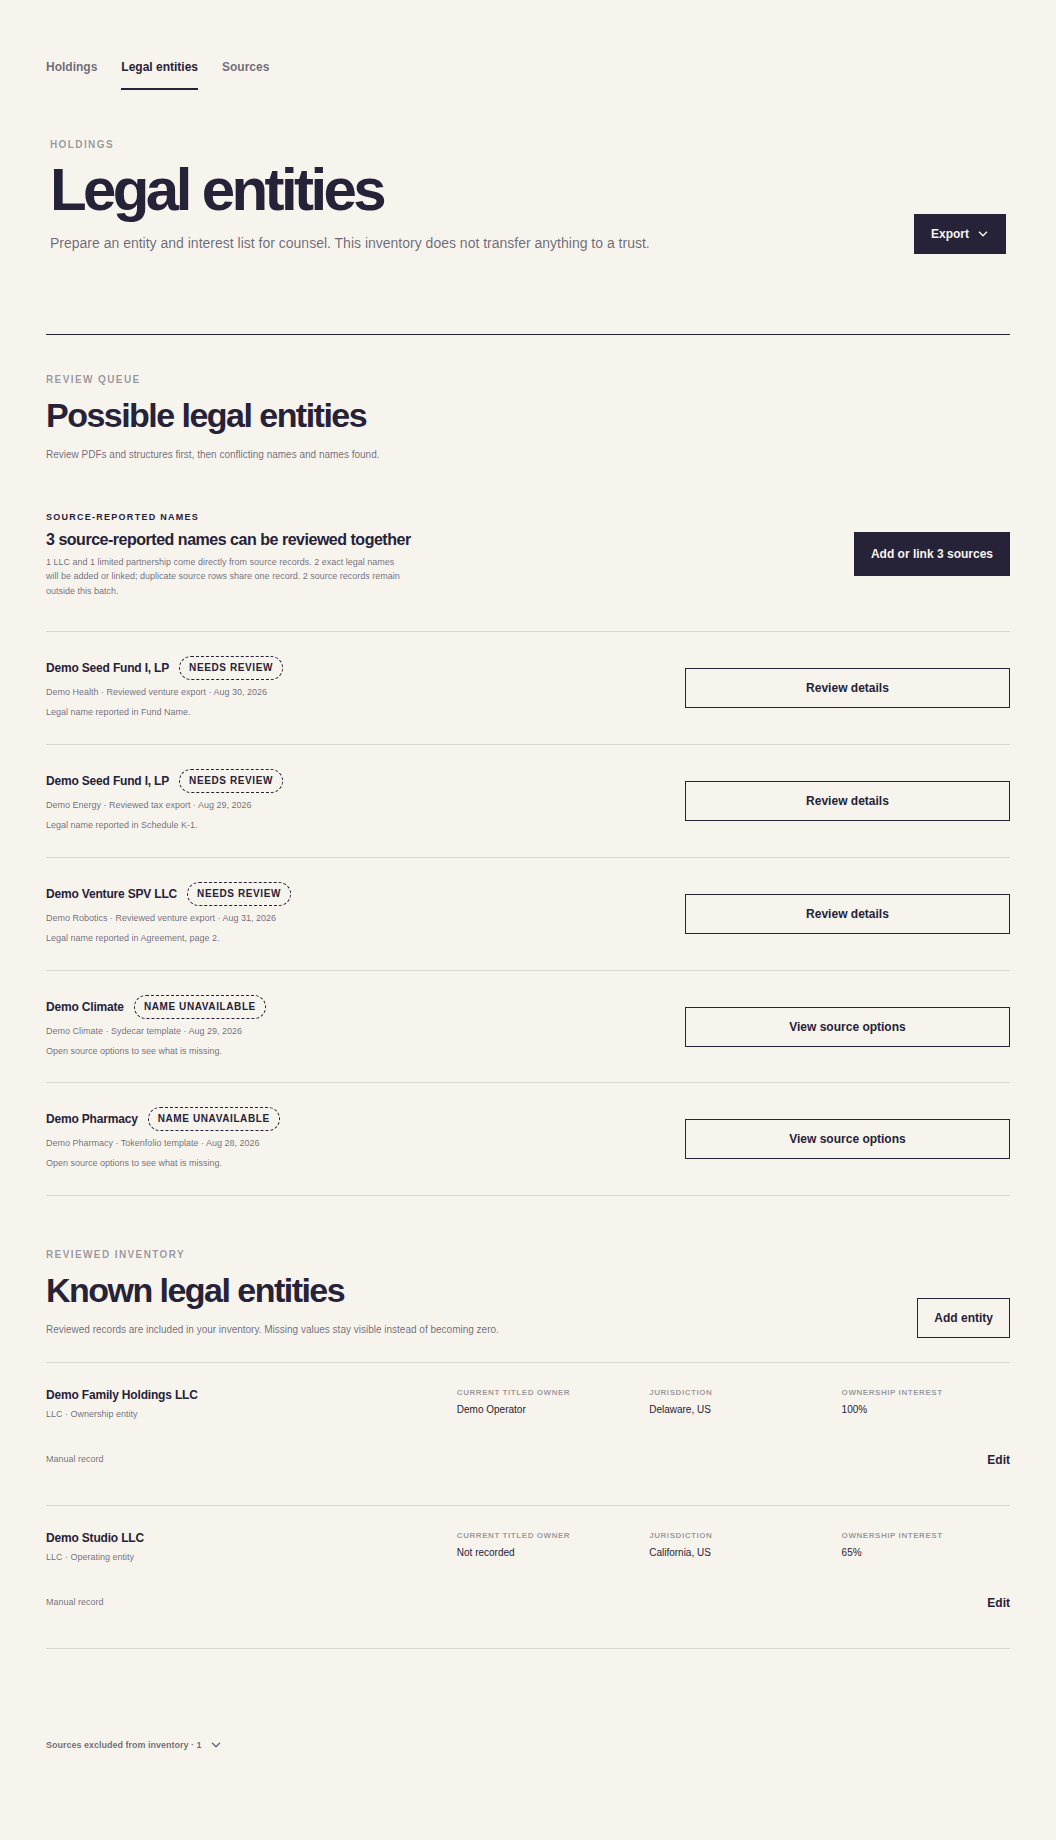 Holdings Legal entities Sources
HOLDINGS
Legal entities
Prepare an entity and interest list for counsel. This inventory does not transfer anything to a trust.
Export
REVIEW QUEUE
Possible legal entities
Review PDFs and structures first, then conflicting names and names found.
SOURCE-REPORTED NAMES
3 source-reported names can be reviewed together
1 LLC and 1 limited partnership come directly from source records. 2 exact legal names
will be added or linked; duplicate source rows share one record. 2 source records remain
outside this batch.
Add or link 3 sources
Demo Seed Fund I, LP NEEDS REVIEW
Demo Health · Reviewed venture export · Aug 30, 2026
Legal name reported in Fund Name.
Review details
Demo Seed Fund I, LP NEEDS REVIEW
Demo Energy · Reviewed tax export · Aug 29, 2026
Legal name reported in Schedule K-1.
Review details
Demo Venture SPV LLC NEEDS REVIEW
Demo Robotics · Reviewed venture export · Aug 31, 2026
Legal name reported in Agreement, page 2.
Review details
Demo Climate NAME UNAVAILABLE
Demo Climate · Sydecar template · Aug 29, 2026
Open source options to see what is missing.
View source options
Demo Pharmacy NAME UNAVAILABLE
Demo Pharmacy · Tokenfolio template · Aug 28, 2026
Open source options to see what is missing.
View source options
REVIEWED INVENTORY
Known legal entities
Reviewed records are included in your inventory. Missing values stay visible instead of becoming zero.
Add entity
Demo Family Holdings LLC
LLC · Ownership entity
CURRENT TITLED OWNER JURISDICTION OWNERSHIP INTEREST
Demo Operator Delaware, US 100%
Manual record Edit
Demo Studio LLC
LLC · Operating entity
CURRENT TITLED OWNER JURISDICTION OWNERSHIP INTEREST
Not recorded California, US 65%
Manual record Edit
Sources excluded from inventory · 1